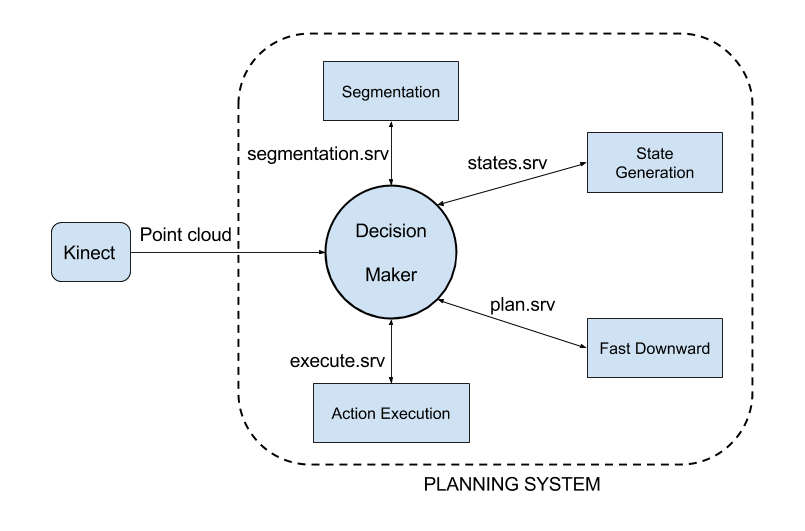 Segmentation
segmentation.srv
states.srv
State
Generation
Point cloud
Kinect
Decision
Maker
plan.srv
Fast Downward
execute.srv
Action Execution
PLANNING SYSTEM